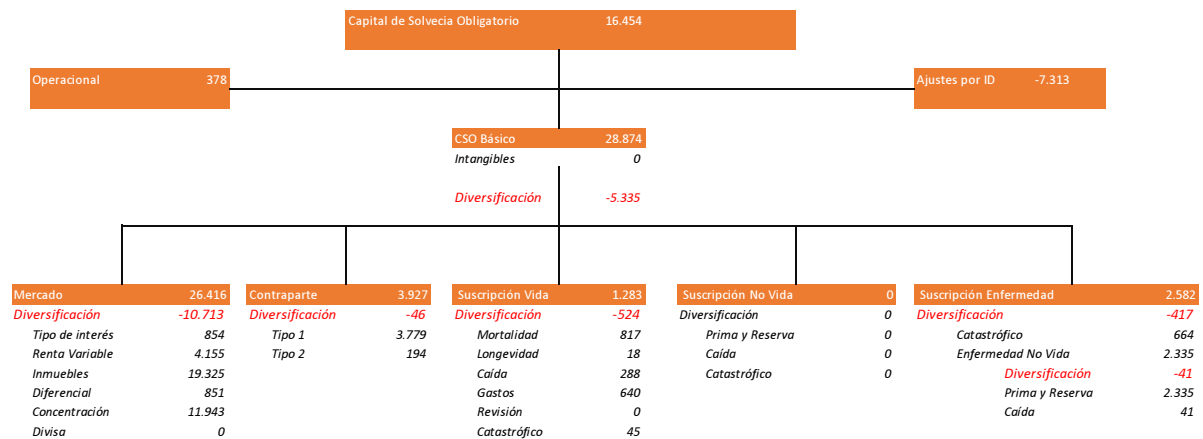 Capital de Solvecia Obligatorio 16.454
Operacional 378
Ajustes por ID -7.313
CSO Básico 28.874
Intangibles 0
Diversificación -5.335
Mercado 26.416
Diversificación -10.713
Tipo de interés 854
Renta Variable 4.155
Inmuebles 19.325
Diferencial 851
Concentración 11.943
Divisa 0
Contraparte 3.927
Diversificación -46
Tipo 1 3.779
Tipo 2 194
Suscripción Vida 1.283
Diversificación -524
Mortalidad 817
Longevidad 18
Caída 288
Gastos 640
Revisión 0
Catastrófico 45
Suscripción No Vida 0
Diversificación 0
Prima y Reserva 0
Caída 0
Catastrófico 0
Suscripción Enfermedad 2.582
Diversificación -417
Catastrófico 664
Enfermedad No Vida 2.335
Diversificación -41
Prima y Reserva 2.335
Caída 41